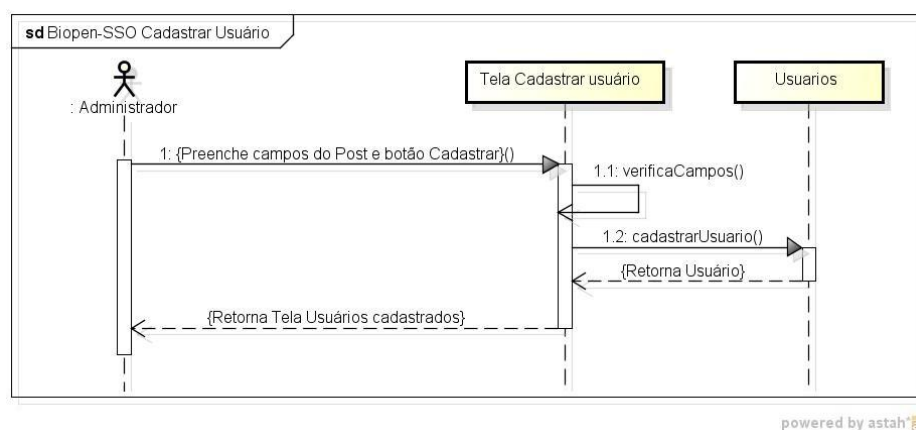 sd Biopen-SSO Cadastrar Usuário
: Administrador
Tela Cadastrar usuário
Usuarios
1: {Preenche campos do Post e botão Cadastrar}()
1.1: verificaCampos()
1.2: cadastrarUsuario()
{Retorna Usuário}
{Retorna Tela Usuários cadastrados}
powered by astah*